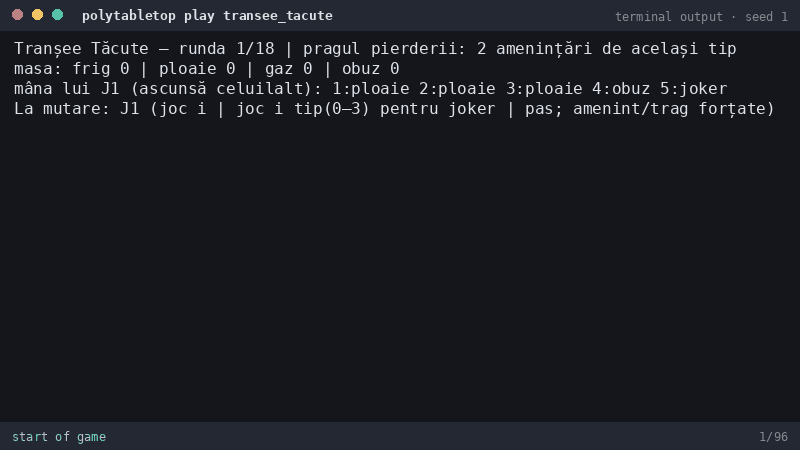 polytabletop play transee_tacute
terminal output · seed 1
Tranșee Tăcute — runda 1/18 | pragul pierderii: 2 amenințări de același tip
masa: frig 0 | ploaie 0 | gaz 0 | obuz 0
mâna lui J1 (ascunsă celuilalt): 1:ploaie 2:ploaie 3:ploaie 4:obuz 5:joker
La mutare: J1 (joc i | joc i tip(0–3) pentru joker | pas; amenint/trag forțate)
start of game
1/96